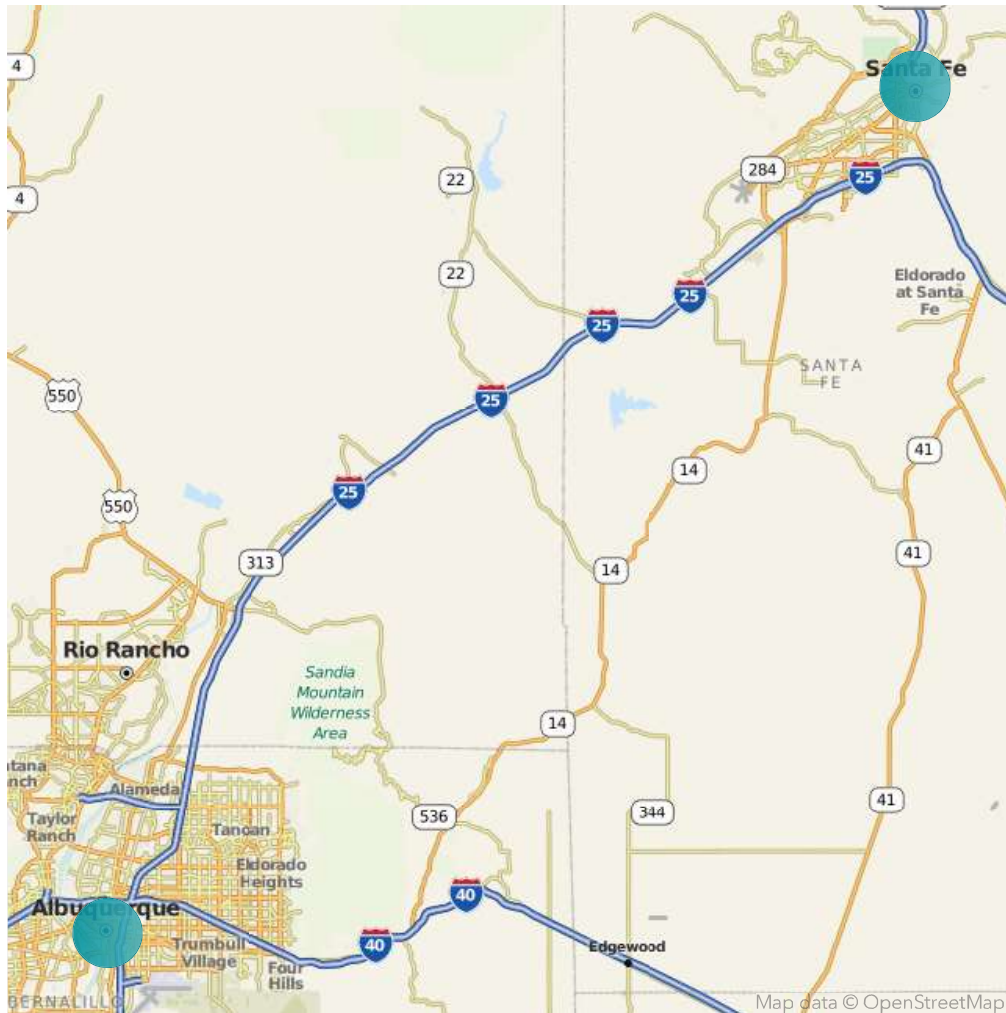 4
Santa Fe
22
284
25
4
22
Eldorado
at Santa
Fe
25
25
SANTA
FE
550
25
41
14
25
550
41
313
14
Rio Rancho
Sandia
Mountain
Wilderness
Area
14
Alameda
Taylor
Ranch
536
344
41
Tanoan
Eldorado
Heights
40
Albuquerque
Trumbull
Village
40
Edgewood
Four
Hills
BERNALILLO
Map data © OpenStreetMap